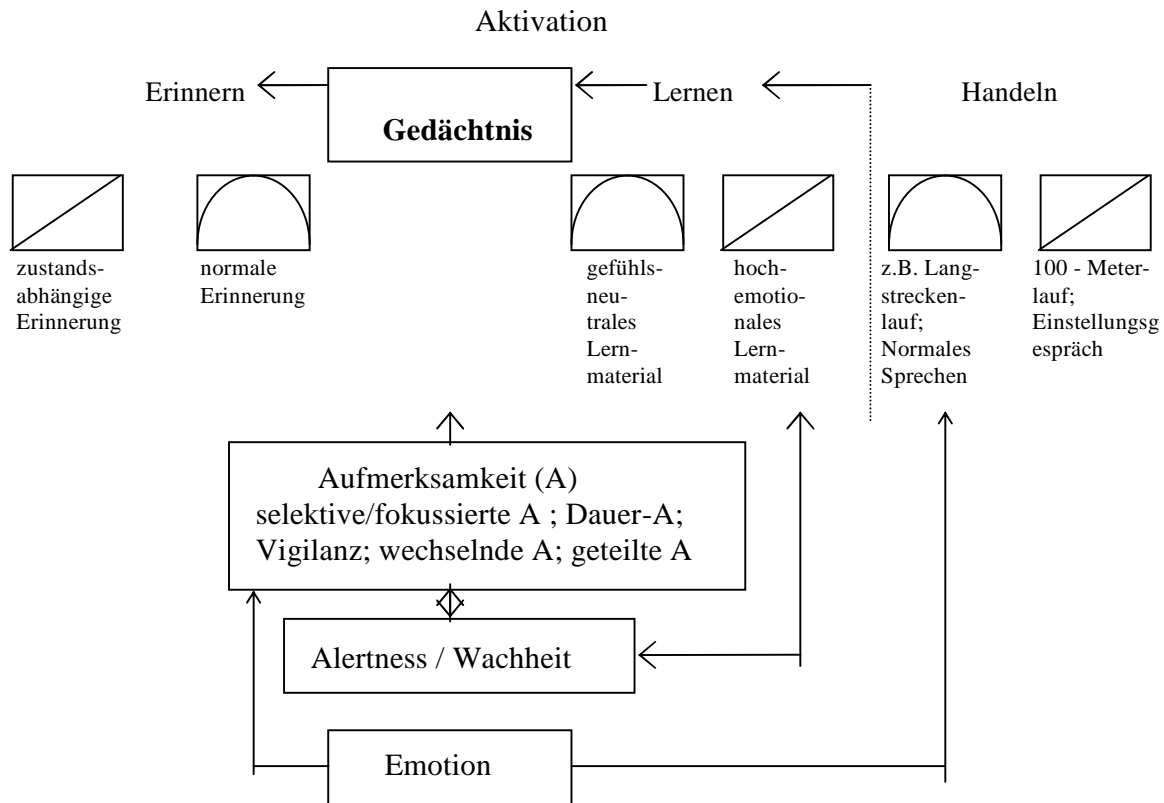 Aktivation
Erinnern
Gedächtnis
Lernen
Handeln
zustands-
abhängige
Erinnerung
normale
Erinnerung
gefühls-
neu-
trales
Lern-
material
hoch-
emotio-
nales
Lern-
material
z.B. Lang-
strecken-
lauf;
Normales
Sprechen
100 - Meter-
lauf;
Einstellungsg
espräch
Aufmerksamkeit (A)
selektive/fokussierte A ; Dauer-A;
Vigilanz; wechselnde A; geteilte A
Alertness / Wachheit
Emotion